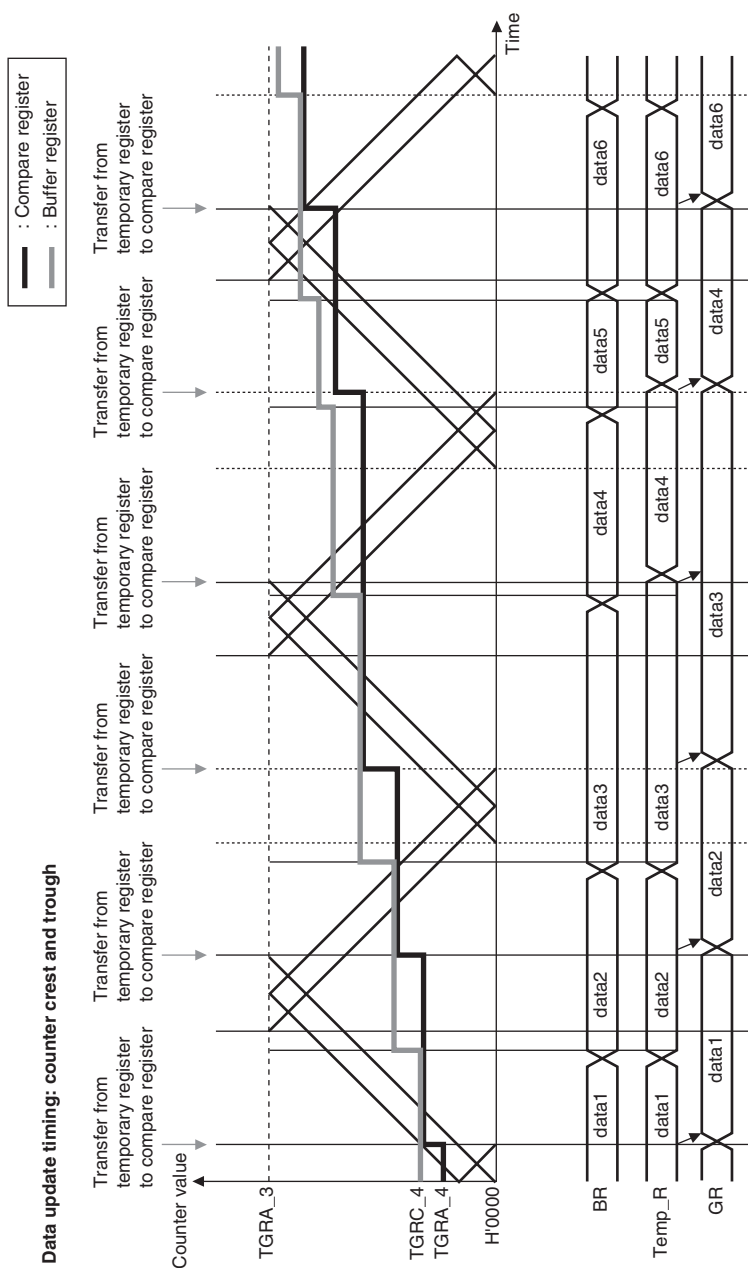 Data update timing: counter crest and trough
: Compare register
: Buffer register
Transfer from
temporary register
to compare register
Transfer from
temporary register
to compare register
Transfer from
temporary register
to compare register
Transfer from
temporary register
to compare register
Transfer from
temporary register
to compare register
Transfer from
temporary register
to compare register
Counter value
TGRA_3
TGRC_4
TGRA_4
H'0000
Time
BR
data1
data2
data3
data4
data5
data6
Temp_R
data1
data2
data3
data4
data5
data6
GR
data1
data2
data3
data4
data6